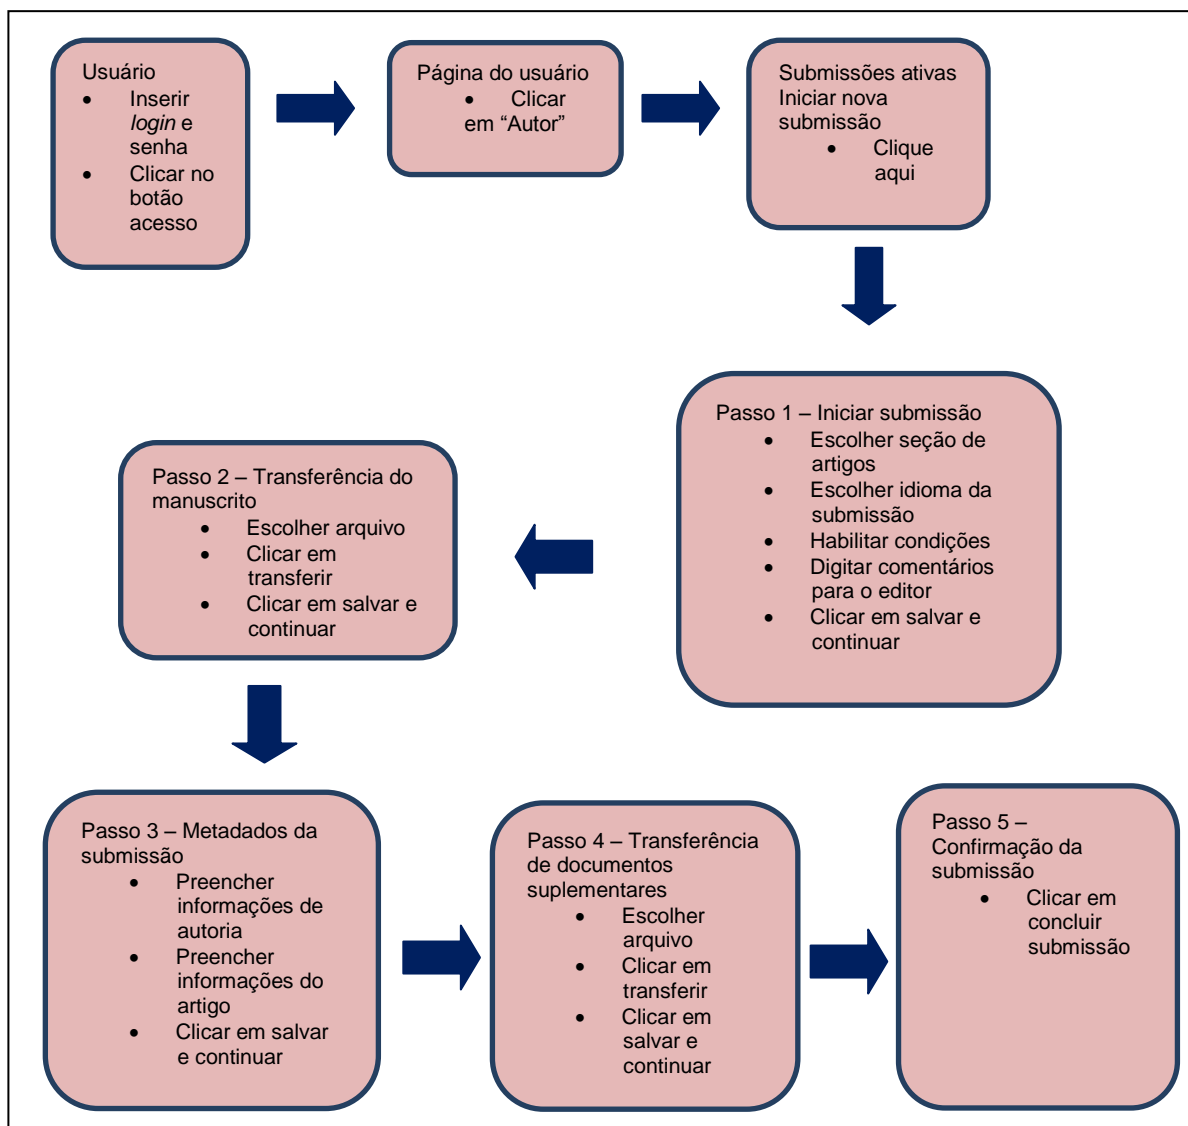 Usuário
• Inserir
login e
senha
• Clicar no
botão
acesso
Página do usuário
• Clicar
em “Autor”
Submissões ativas
Iniciar nova
submissão
• Clique
aqui
Passo 1 – Iniciar submissão
• Escolher seção de
artigos
• Escolher idioma da
submissão
• Habilitar condições
• Digitar comentários
para o editor
• Clicar em salvar e
continuar
Passo 2 – Transferência do
manuscrito
• Escolher arquivo
• Clicar em
transferir
• Clicar em salvar e
continuar
Passo 3 – Metadados da
submissão
• Preencher
informações de
autoria
• Preencher
informações do
artigo
• Clicar em salvar
e continuar
Passo 4 – Transferência
de documentos
suplementares
• Escolher
arquivo
• Clicar em
transferir
• Clicar em
salvar e
continuar
Passo 5 –
Confirmação da
submissão
• Clicar em
concluir
submissão